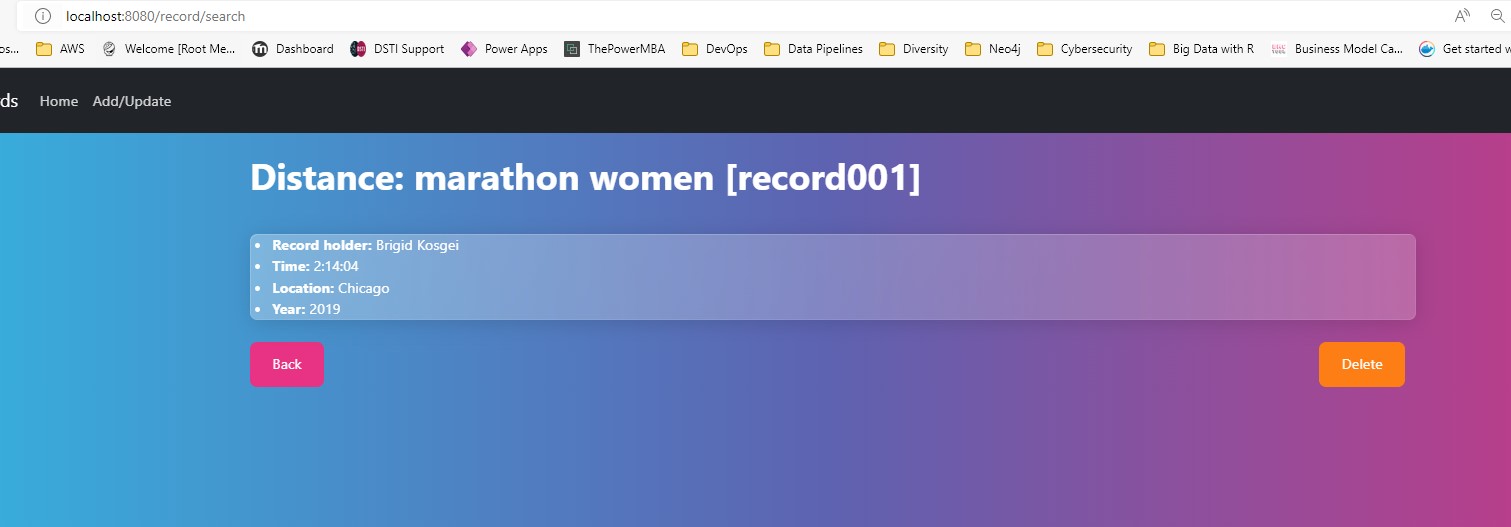 localhost:8080/record/search
os... AWS Welcome [Root Me... Dashboard DSTI Support Power Apps ThePowerMBA DevOps Data Pipelines Diversity Neo4j Cybersecurity Big Data with R Business Model Ca... Get started w
ds Home Add/Update
Distance: marathon women [record001]
Record holder: Brigid Kosgei
Time: 2:14:04
Location: Chicago
Year: 2019
Back Delete